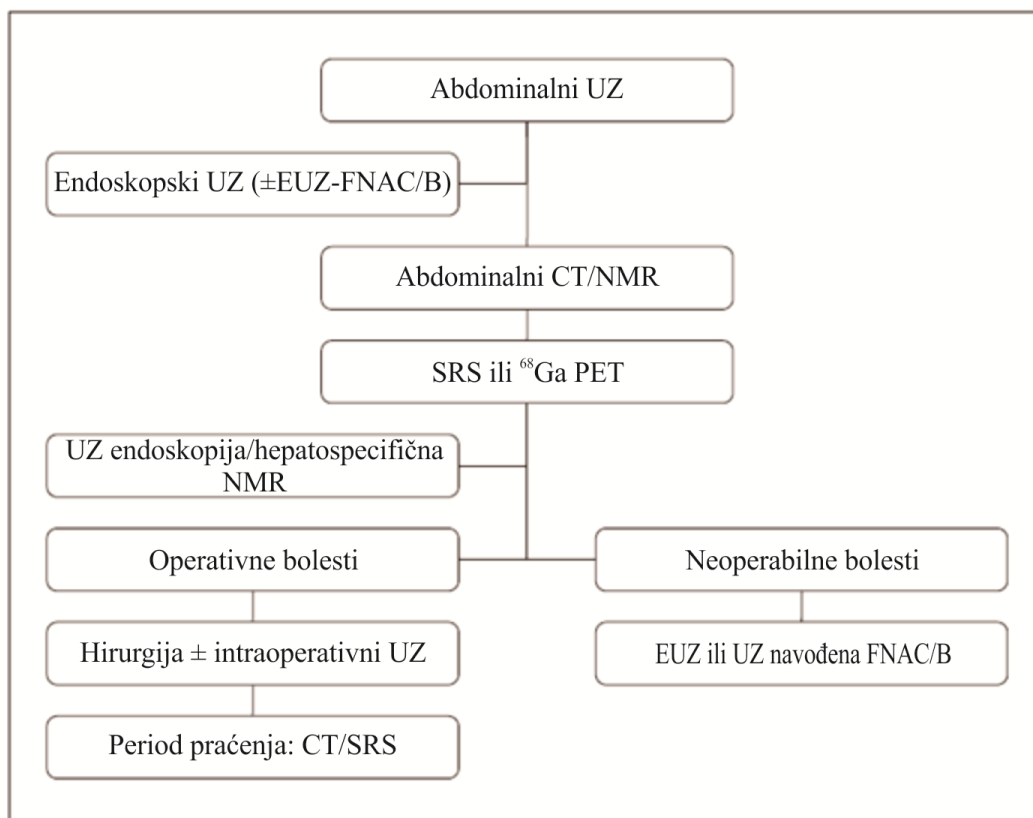 Abdominalni UZ
Endoskopski UZ (±EUZ-FNAC/B)
Abdominalni CT/NMR
SRS ili ⁶⁸Ga PET
UZ endoskopija/hepatospecifična
NMR
Operativne bolesti
Neoperabilne bolesti
Hirurgija ± intraoperativni UZ
EUZ ili UZ navođena FNAC/B
Period praćenja: CT/SRS